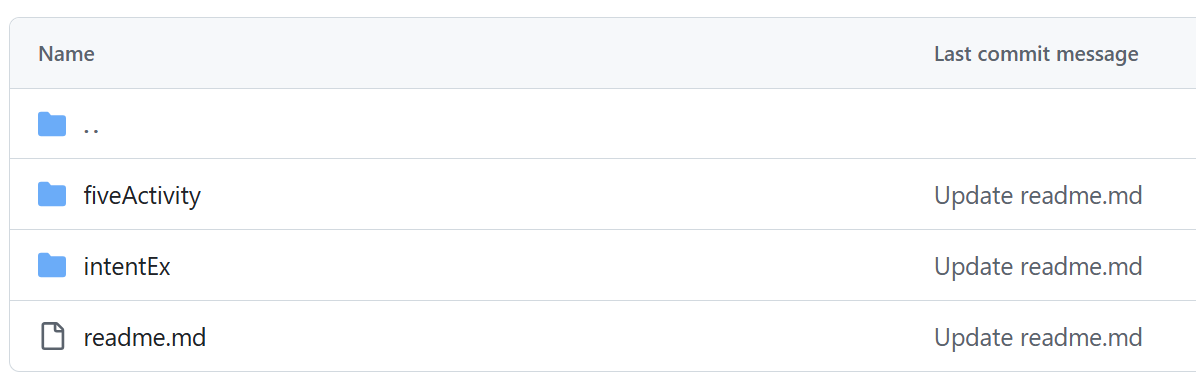 Name Last commit message
..
fiveActivity Update readme.md
intentEx Update readme.md
readme.md Update readme.md